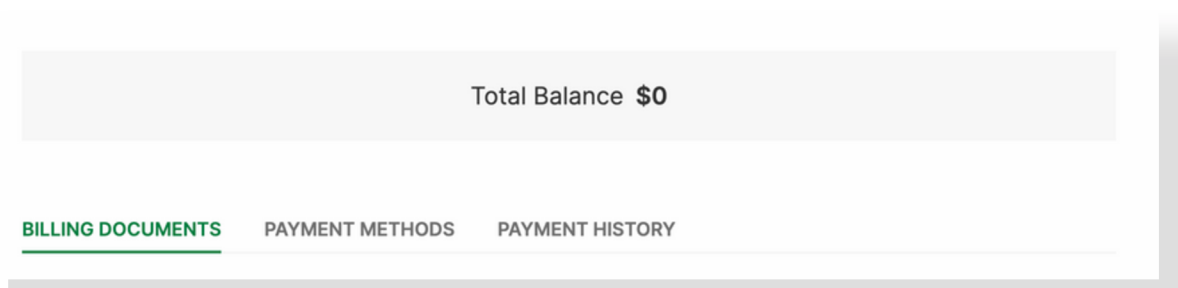 Total Balance $0
BILLING DOCUMENTS PAYMENT METHODS PAYMENT HISTORY